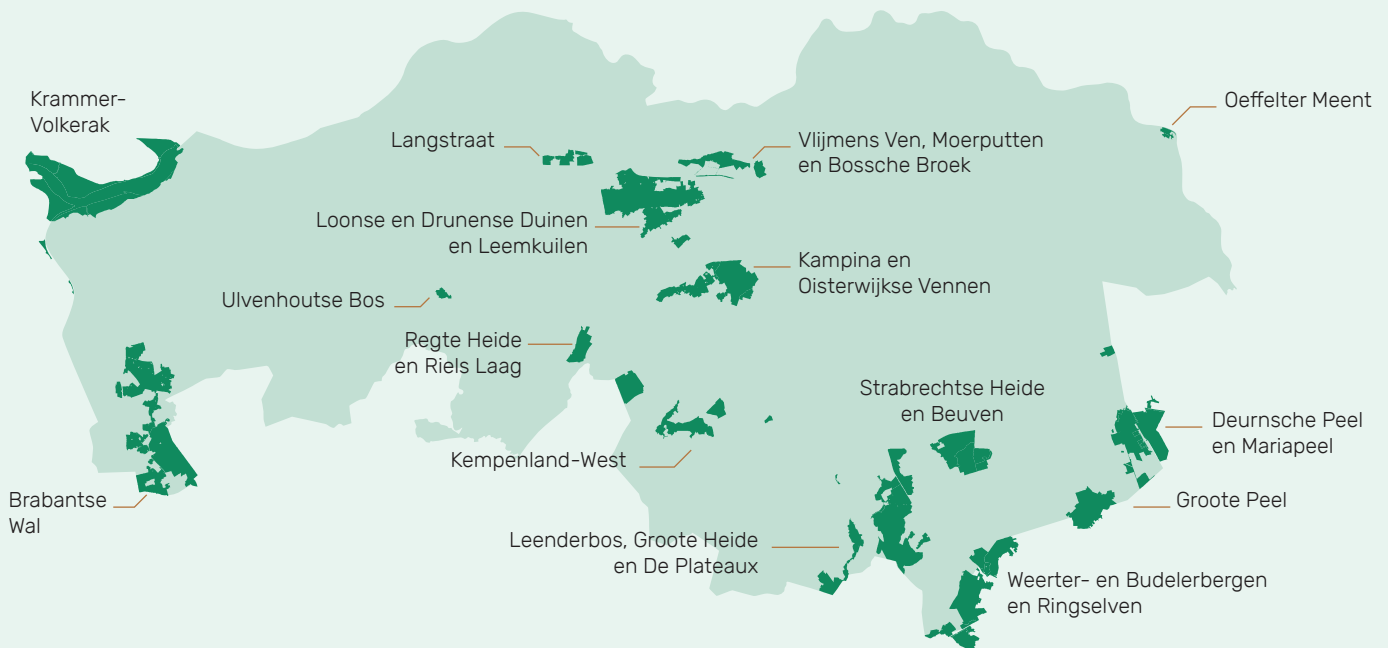 Krammer-
Volkerak
Langstraat
Vlijmens Ven, Moerputten
en Bossche Broek
Oeffelter Meent
Loonse en Drunense Duinen
en Leemkuilen
Kampina en
Oisterwijkse Vennen
Ulvenhoutse Bos
Regte Heide
en Riels Laag
Strabrechtse Heide
en Beuven
Deurnsche Peel
en Mariapeel
Kempenland-West
Brabantse
Wal
Groote Peel
Leenderbos, Groote Heide
en De Plateaux
Weerter- en Budelerbergen
en Ringselven